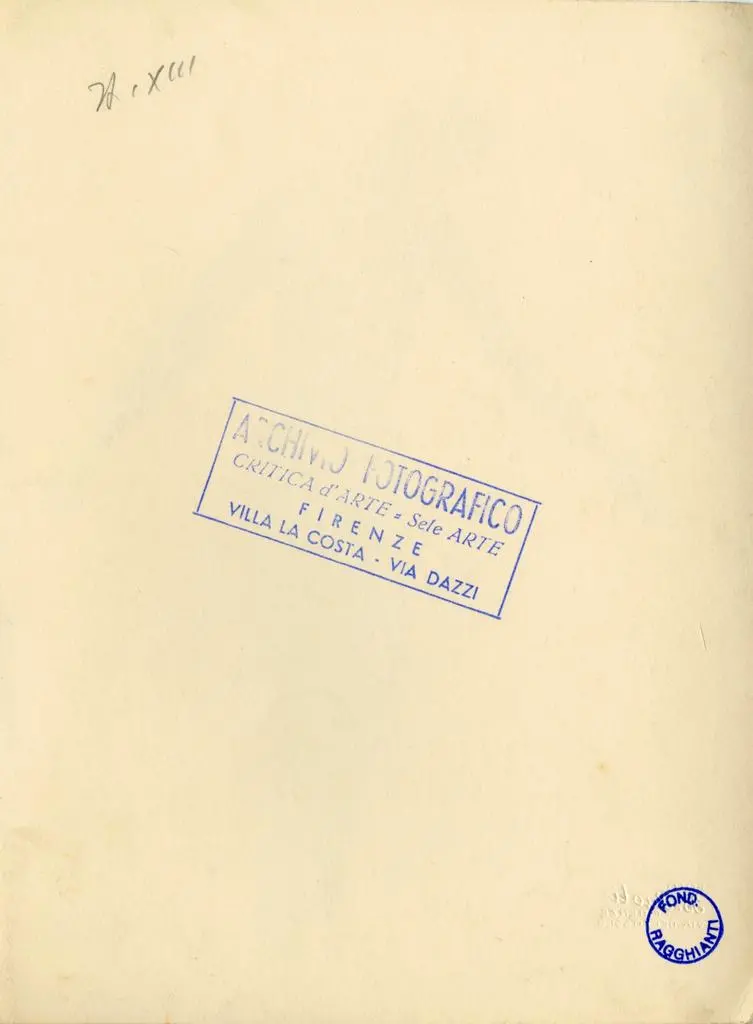 XIII
ARCHIVIO FOTOGRAFICO
CRITICA d'ARTE = Sele ARTE
FIRENZE
VILLA LA COSTA - VIA DAZZI
FOND.
RAGGHIANTI